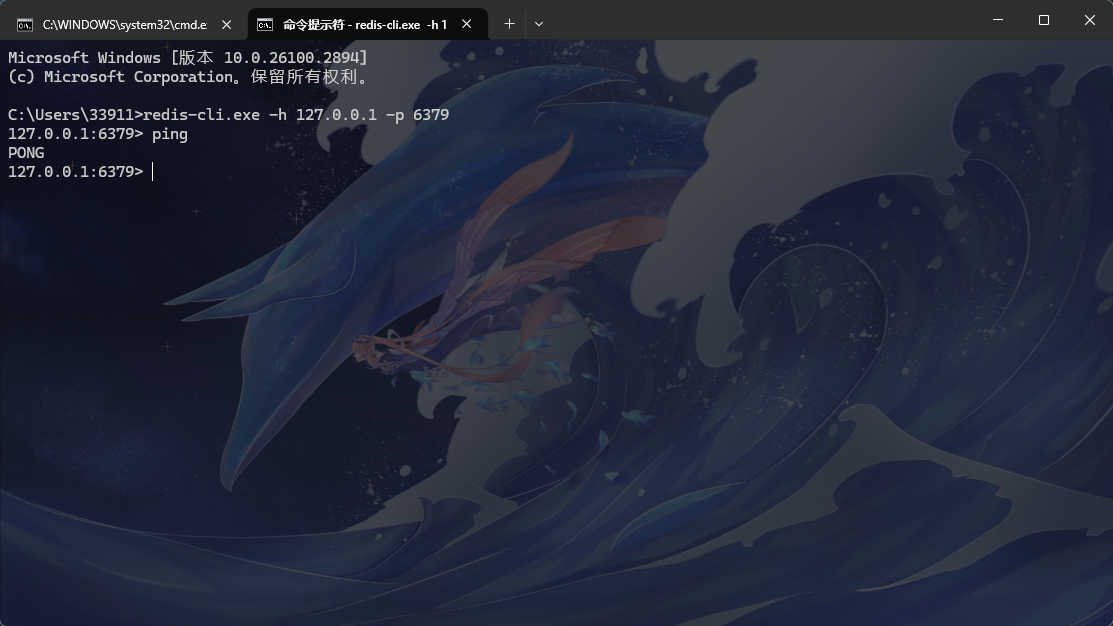 C:\WINDOWS\system32\cmd.e
命令提示符 - redis-cli.exe -h 1
Microsoft Windows [版本 10.0.26100.2894]
(c) Microsoft Corporation。保留所有权利。
C:\Users\33911>redis-cli.exe -h 127.0.0.1 -p 6379
127.0.0.1:6379> ping
PONG
127.0.0.1:6379>